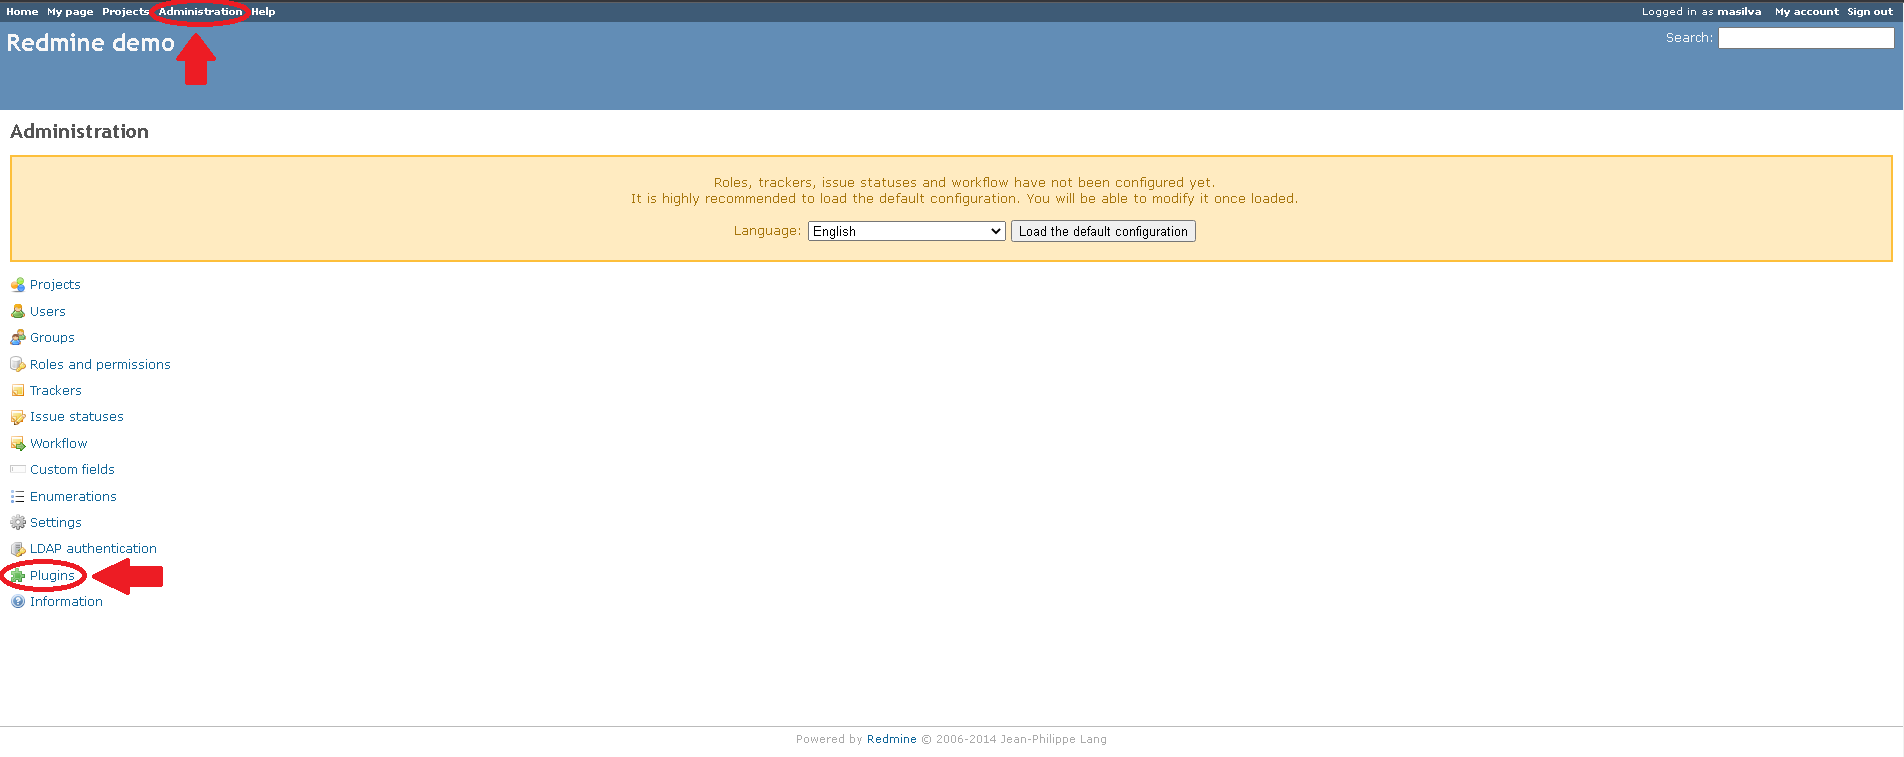 Home My page Projects Administration Help Logged in as masilva My account Sign out
Redmine demo Search:
Administration
Roles, trackers, issue statuses and workflow have not been configured yet.
It is highly recommended to load the default configuration. You will be able to modify it once loaded.
Language: English Load the default configuration
Projects
Users
Groups
Roles and permissions
Trackers
Issue statuses
Workflow
Custom fields
Enumerations
Settings
LDAP authentication
Plugins
Information
Powered by Redmine © 2006-2014 Jean-Philippe Lang